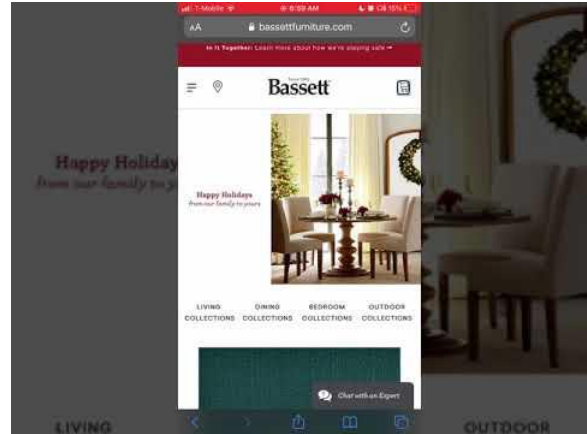 T-Mobile 6:59 AM 15%
AA bassettfurniture.com
In It Together: Learn more about how we're staying safe →
Bassett
Happy Holidays
from our family to yours
LIVING COLLECTIONS
DINING COLLECTIONS
BEDROOM COLLECTIONS
OUTDOOR COLLECTIONS
Chat with an Expert
Happy Holiday
from our family to y
LIVING
OUTDOOR